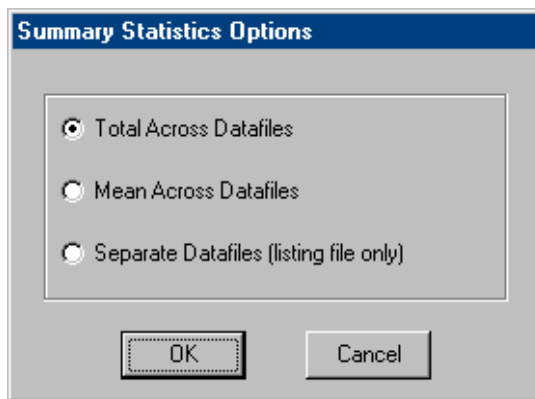 Summary Statistics Options
Total Across Datafiles
Mean Across Datafiles
Separate Datafiles (listing file only)
OK
Cancel